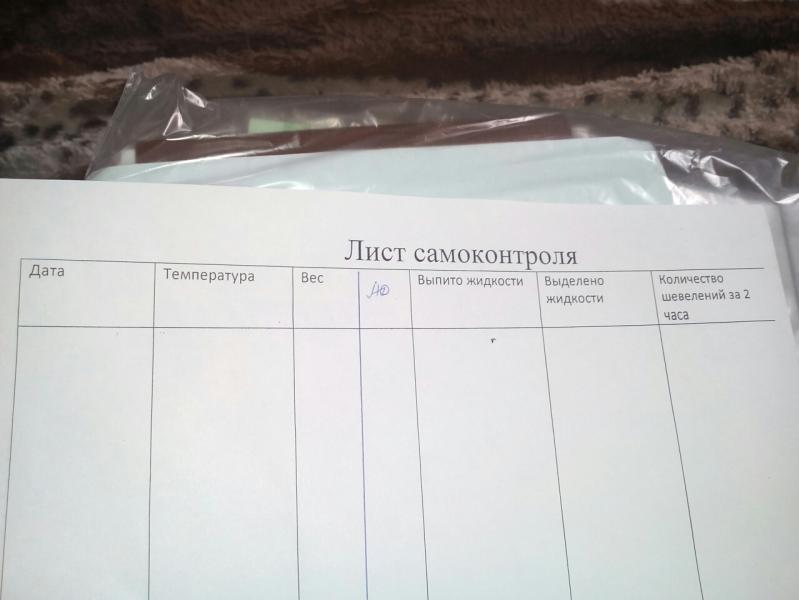 Лист самоконтроля
Дата
Температура
Вес
АД
Выпито жидкости
Выделено
жидкости
Количество
шевелений за 2
часа